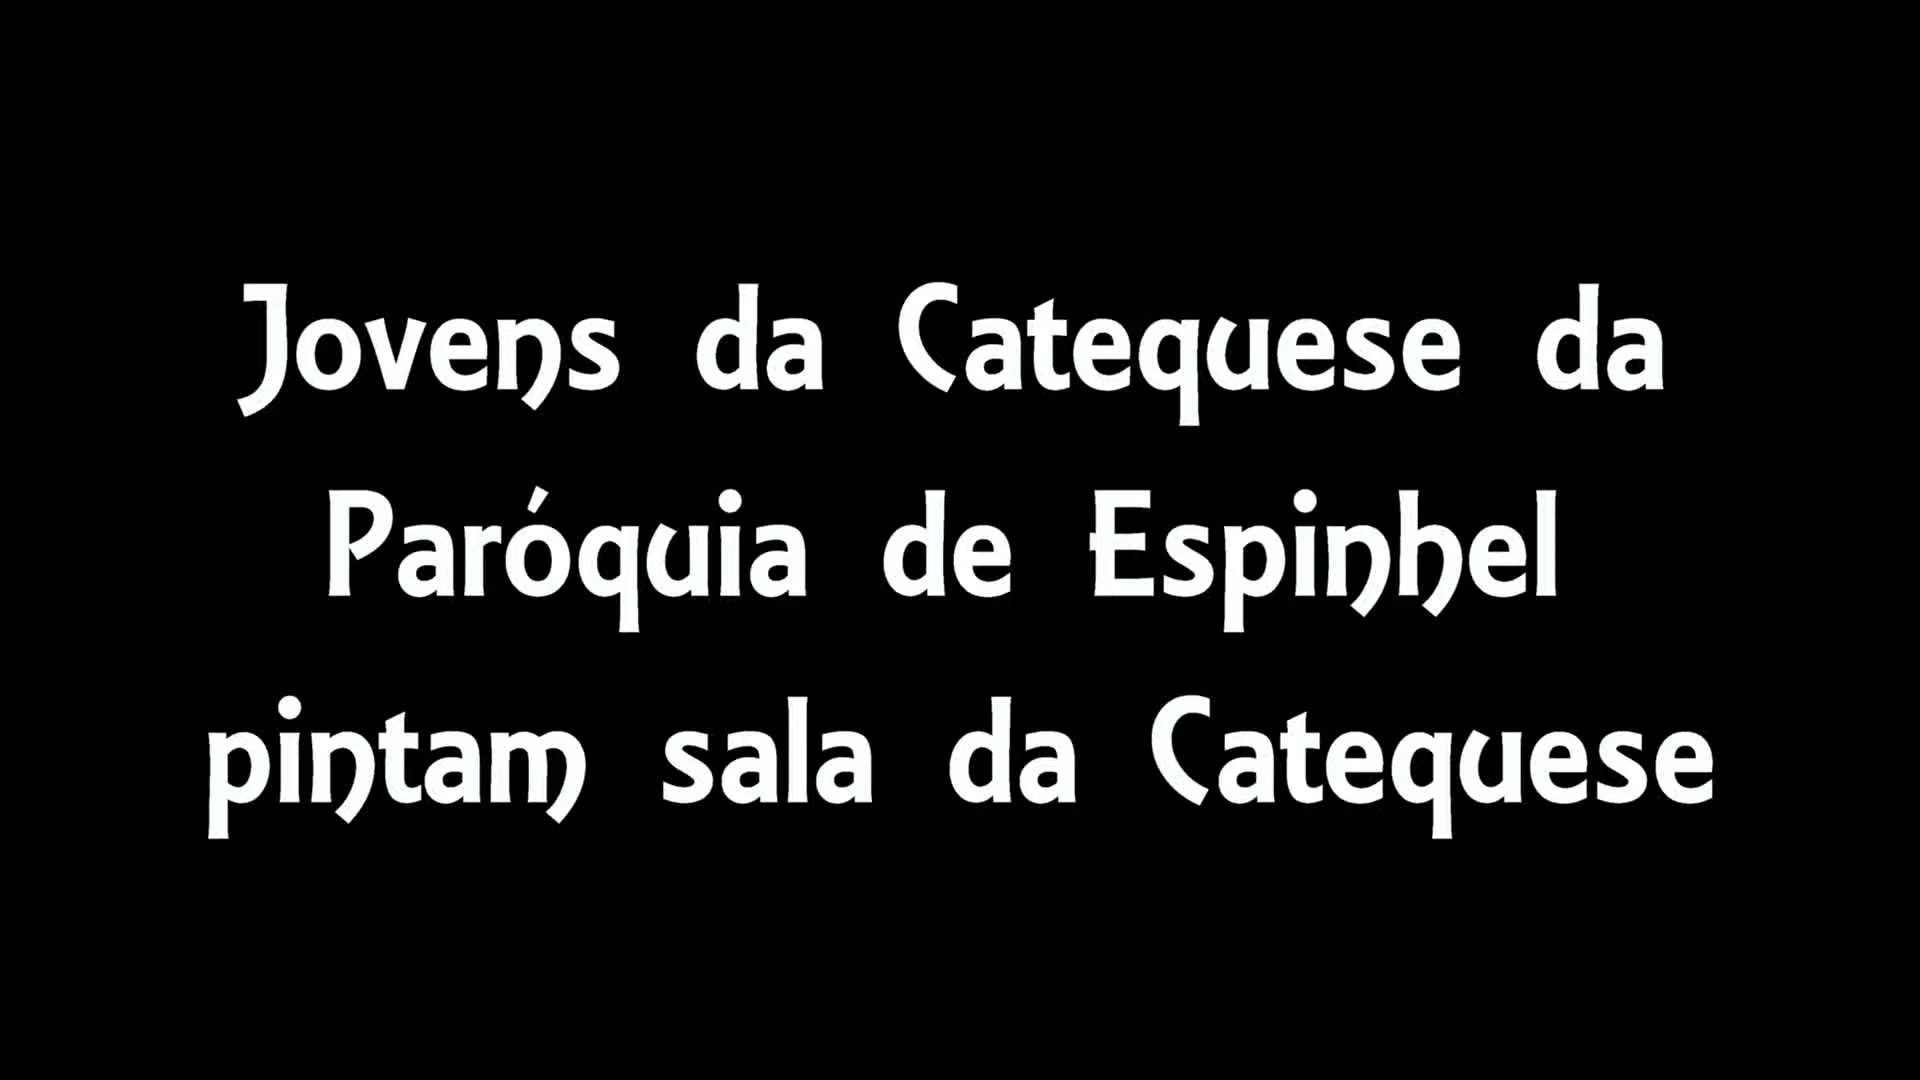 Jovens da Catequese da
Paróquia de Espinhel
pintam sala da Catequese